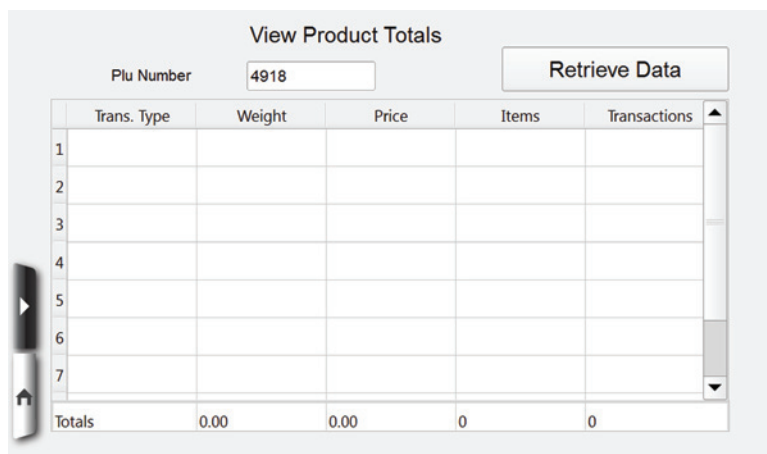 View Product Totals
Plu Number 4918 Retrieve Data
Trans. Type Weight Price Items Transactions
1
2
3
4
5
6
7
Totals 0.00 0.00 0 0